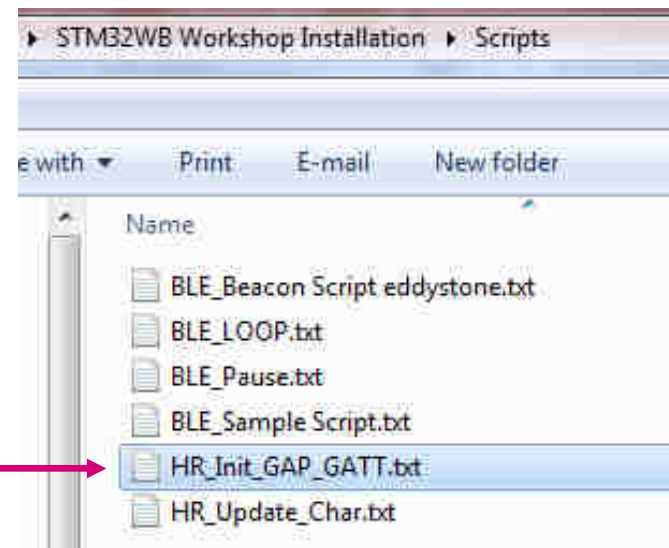 STM32WB Workshop Installation ▸ Scripts
e with Print E-mail New folder
Name
BLE_Beacon Script eddystone.txt
BLE_LOOP.txt
BLE_Pause.txt
BLE_Sample Script.txt
HR_Init_GAP_GATT.txt
HR_Update_Char.txt